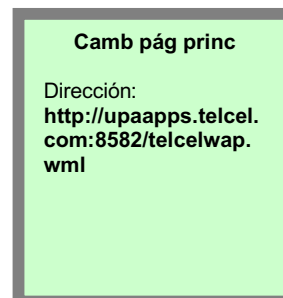 Camb pág princ
Dirección:
http://upaapps.telcel.
com:8582/telcelwap.
wml